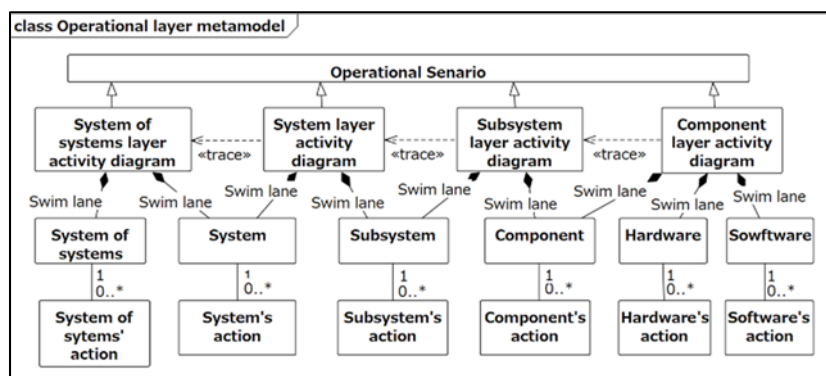 class Operational layer metamodel
Operational Senario
System of
systems layer
activity diagram
System layer
activity
diagram
Subsystem
layer activity
diagram
Component
layer activity
diagram
«trace»
«trace»
«trace»
Swim lane
Swim lane
Swim lane
Swim lane
Swim lane
Swim lane
Swim lane
Swim lane
Swim lane
System of
systems
System
Subsystem
Component
Hardware
Sowftware
1
0..*
1
0..*
1
0..*
1
0..*
1
0..*
1
0..*
System of
sytems'
action
System's
action
Subsystem's
action
Component's
action
Hardware's
action
Software's
action